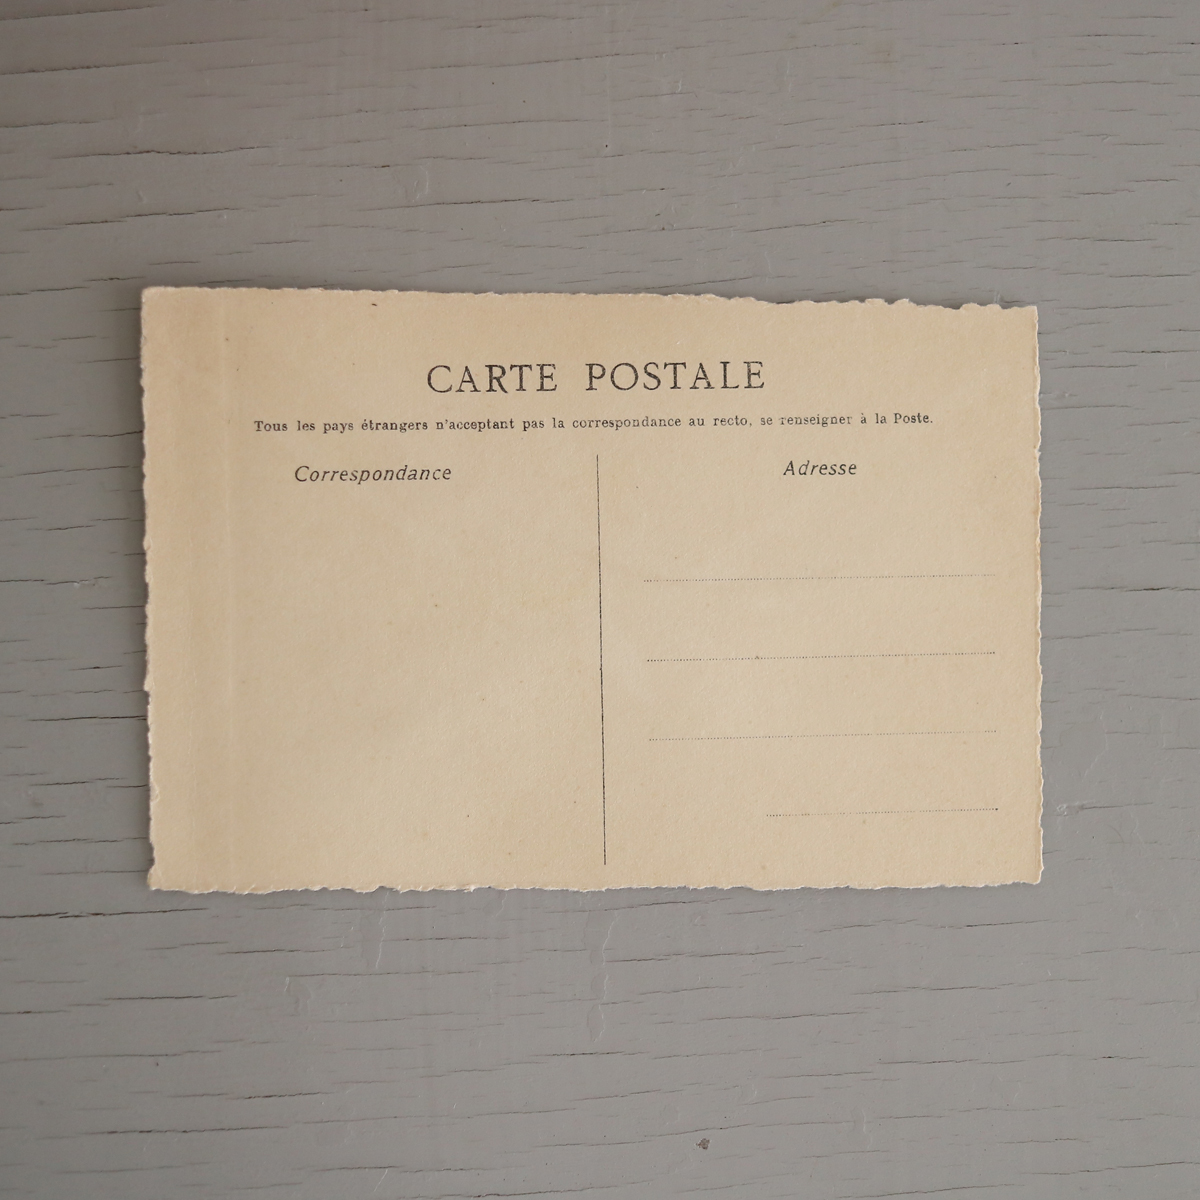 CARTE POSTALE
Tous les pays étrangers n'acceptant pas la correspondance au recto, se renseigner à la Poste.
Correspondance
Adresse